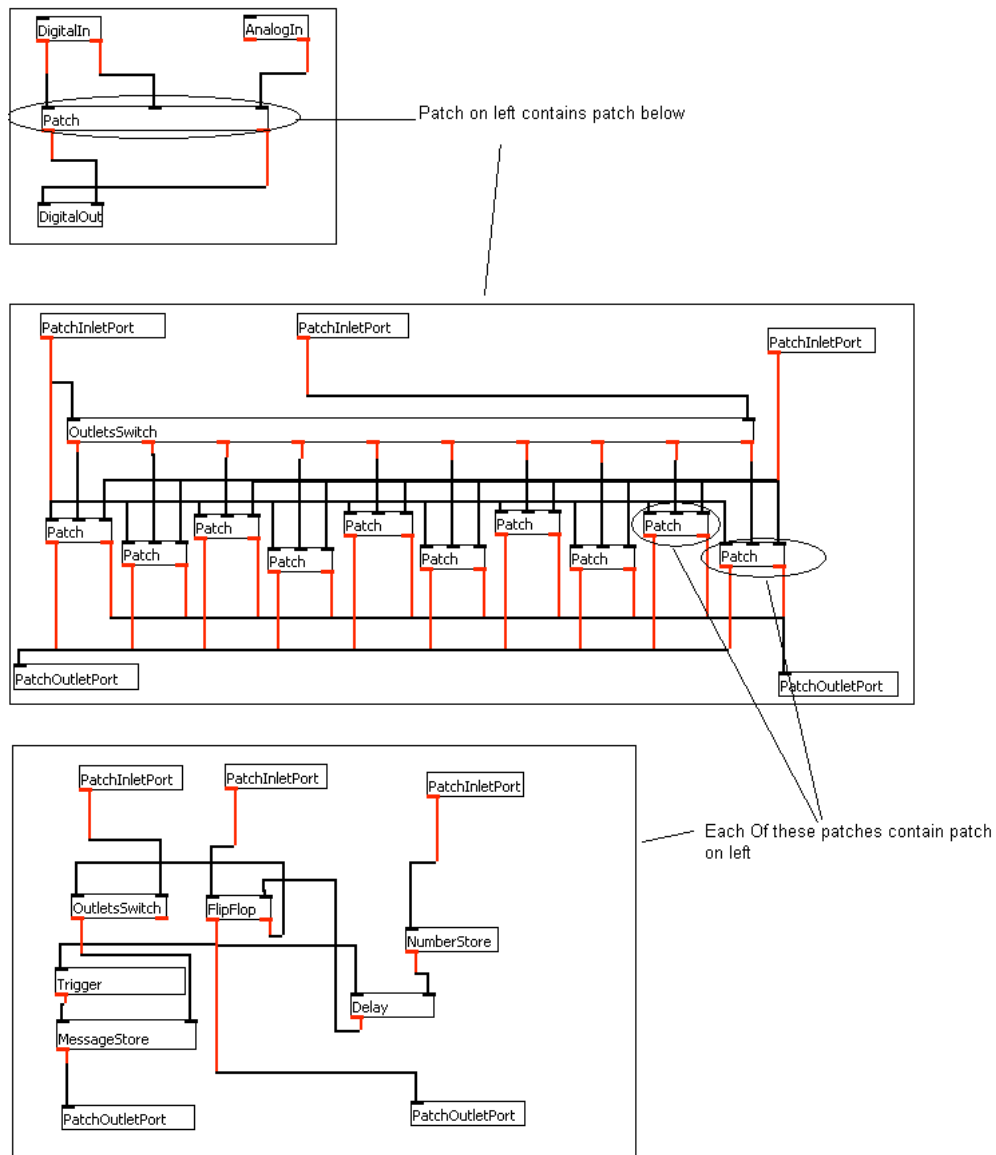 DigitalIn
AnalogIn
Patch
Patch on left contains patch below
DigitalOut
PatchInletPort
PatchInletPort
PatchInletPort
OutletsSwitch
Patch
Patch
Patch
Patch
Patch
Patch
Patch
Patch
Patch
Patch
PatchOutletPort
PatchOutletPort
PatchInletPort
PatchInletPort
PatchInletPort
Each Of these patches contain patch
on left
OutletsSwitch
FlipFlop
NumberStore
Trigger
Delay
MessageStore
PatchOutletPort
PatchOutletPort